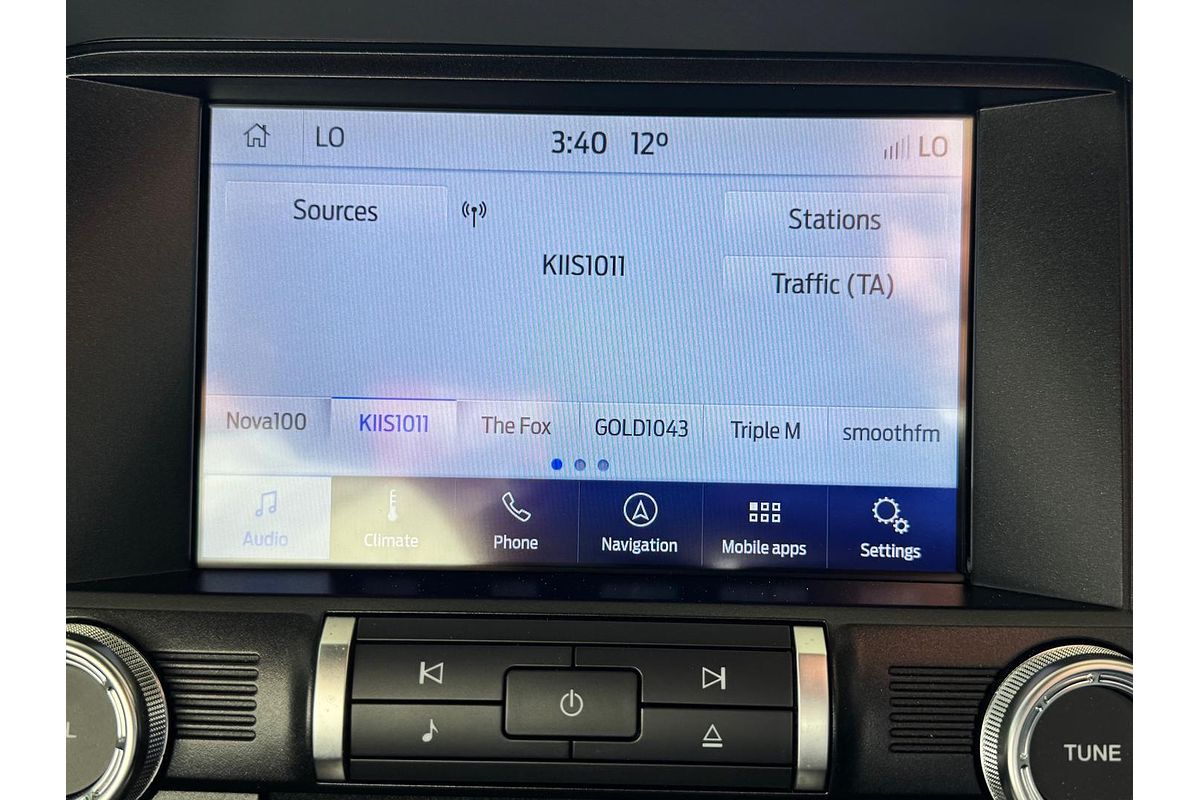 LO 3:40 12° LO
Sources Stations
KIIS1011
Traffic (TA)
Nova100 KIIS1011 The Fox GOLD1043 Triple M smoothfm
Audio Climate Phone Navigation Mobile apps Settings
L TUNE